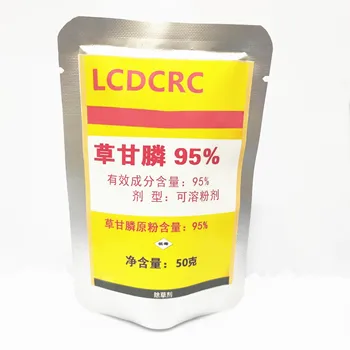 LCDCRC
草甘膦 95%
有效成分含量：95%
剂 型：可溶粉剂
草甘膦原粉含量：95%
净含量：50克
除草剂